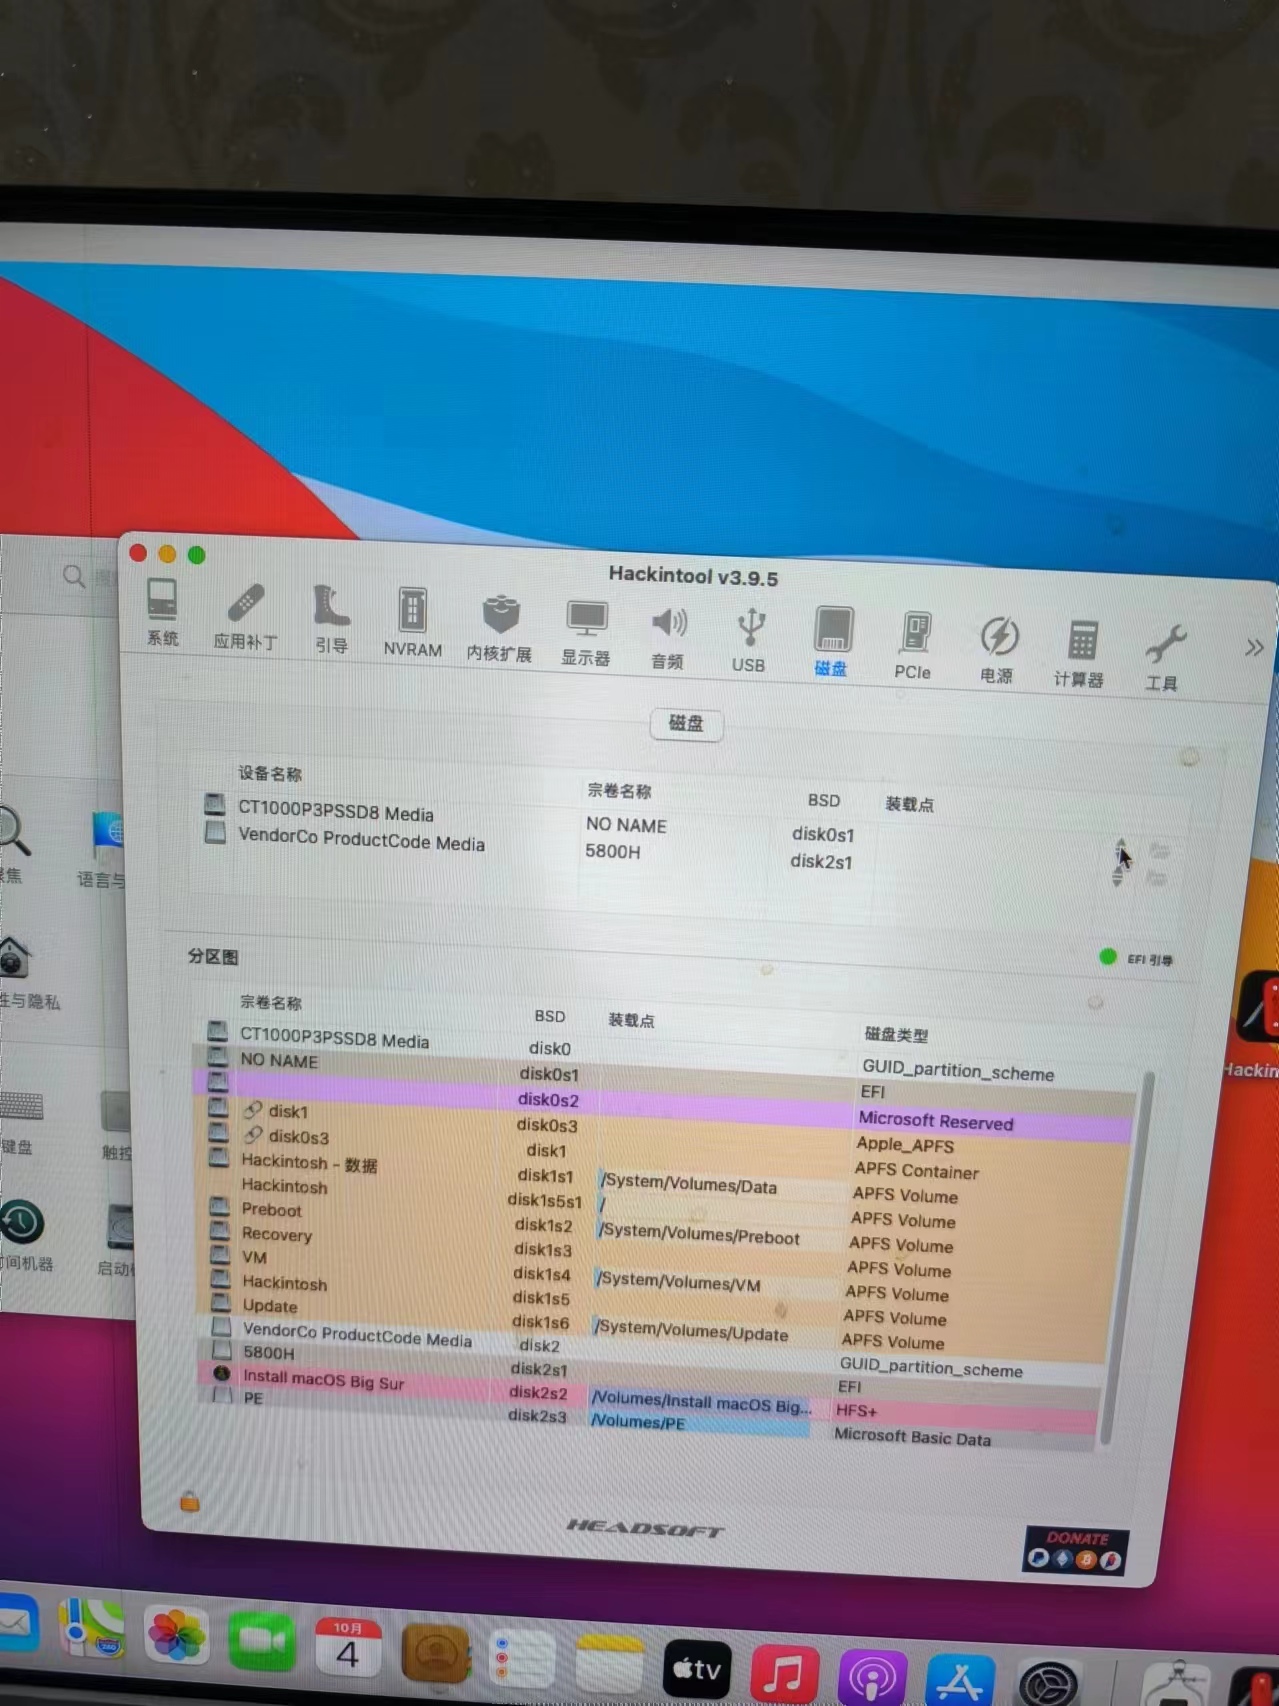 Hackintool v3.9.5
系统 应用补丁 引导 NVRAM 内核扩展 显示器 音频 USB 磁盘 PCIe 电源 计算器 工具
磁盘
设备名称 宗卷名称 BSD 装载点
CT1000P3PSSD8 Media NO NAME disk0s1
VendorCo ProductCode Media 5800H disk2s1
EFI 引导
分区图
宗卷名称 BSD 装载点 磁盘类型
CT1000P3PSSD8 Media disk0 GUID_partition_scheme
NO NAME disk0s1 EFI
disk0s2 Microsoft Reserved
disk1 disk0s3 Apple_APFS
disk0s3 disk1 APFS Container
Hackintosh – 数据 disk1s1 /System/Volumes/Data APFS Volume
Hackintosh disk1s5s1 / APFS Volume
Preboot disk1s2 /System/Volumes/Preboot APFS Volume
Recovery disk1s3 APFS Volume
VM disk1s4 /System/Volumes/VM APFS Volume
Hackintosh disk1s5 APFS Volume
Update disk1s6 /System/Volumes/Update APFS Volume
VendorCo ProductCode Media disk2 GUID_partition_scheme
5800H disk2s1 EFI
Install macOS Big Sur disk2s2 /Volumes/Install macOS Big... HFS+
PE disk2s3 /Volumes/PE Microsoft Basic Data
HEADSOFT
DONATE
语言与
性与隐私
键盘
触控
时间机器
启动
Hackin
10月
4
tv